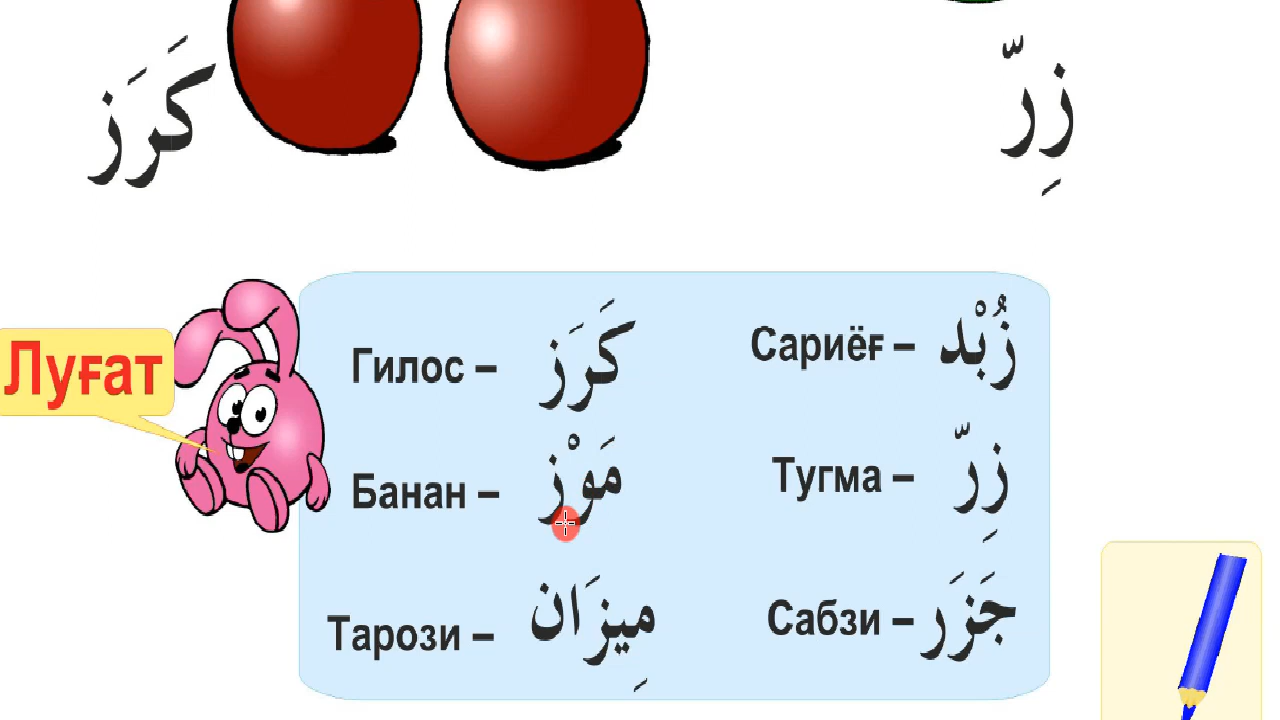 كَرَز
زِرّ
Луғат
Гилос – كَرَز
Сариёғ – زُبْد
Банан – مَوْز
Тугма – زِرّ
Тарози – مِيزَان
Сабзи – جَزَر